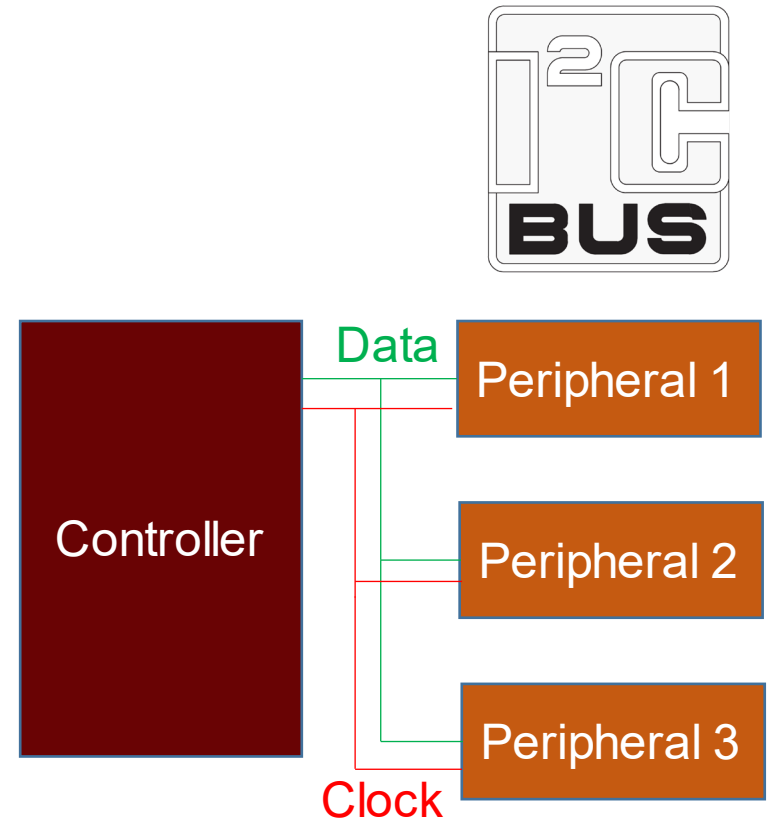 I²C
BUS
Data
Peripheral 1
Controller
Peripheral 2
Peripheral 3
Clock